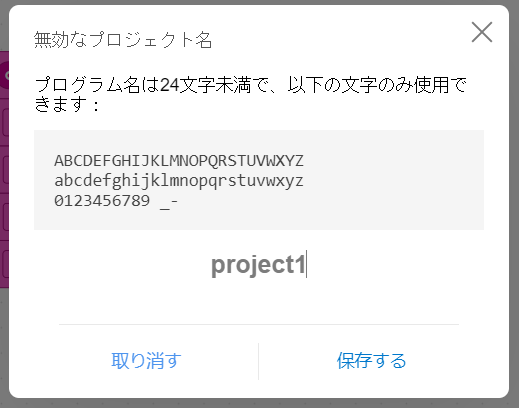 無効なプロジェクト名
プログラム名は24文字未満で、以下の文字のみ使用で
きます：
ABCDEFGHIJKLMNOPQRSTUVWXYZ
abcdefghijklmnopqrstuvwxyz
0123456789 _-
project1
取り消す
保存する